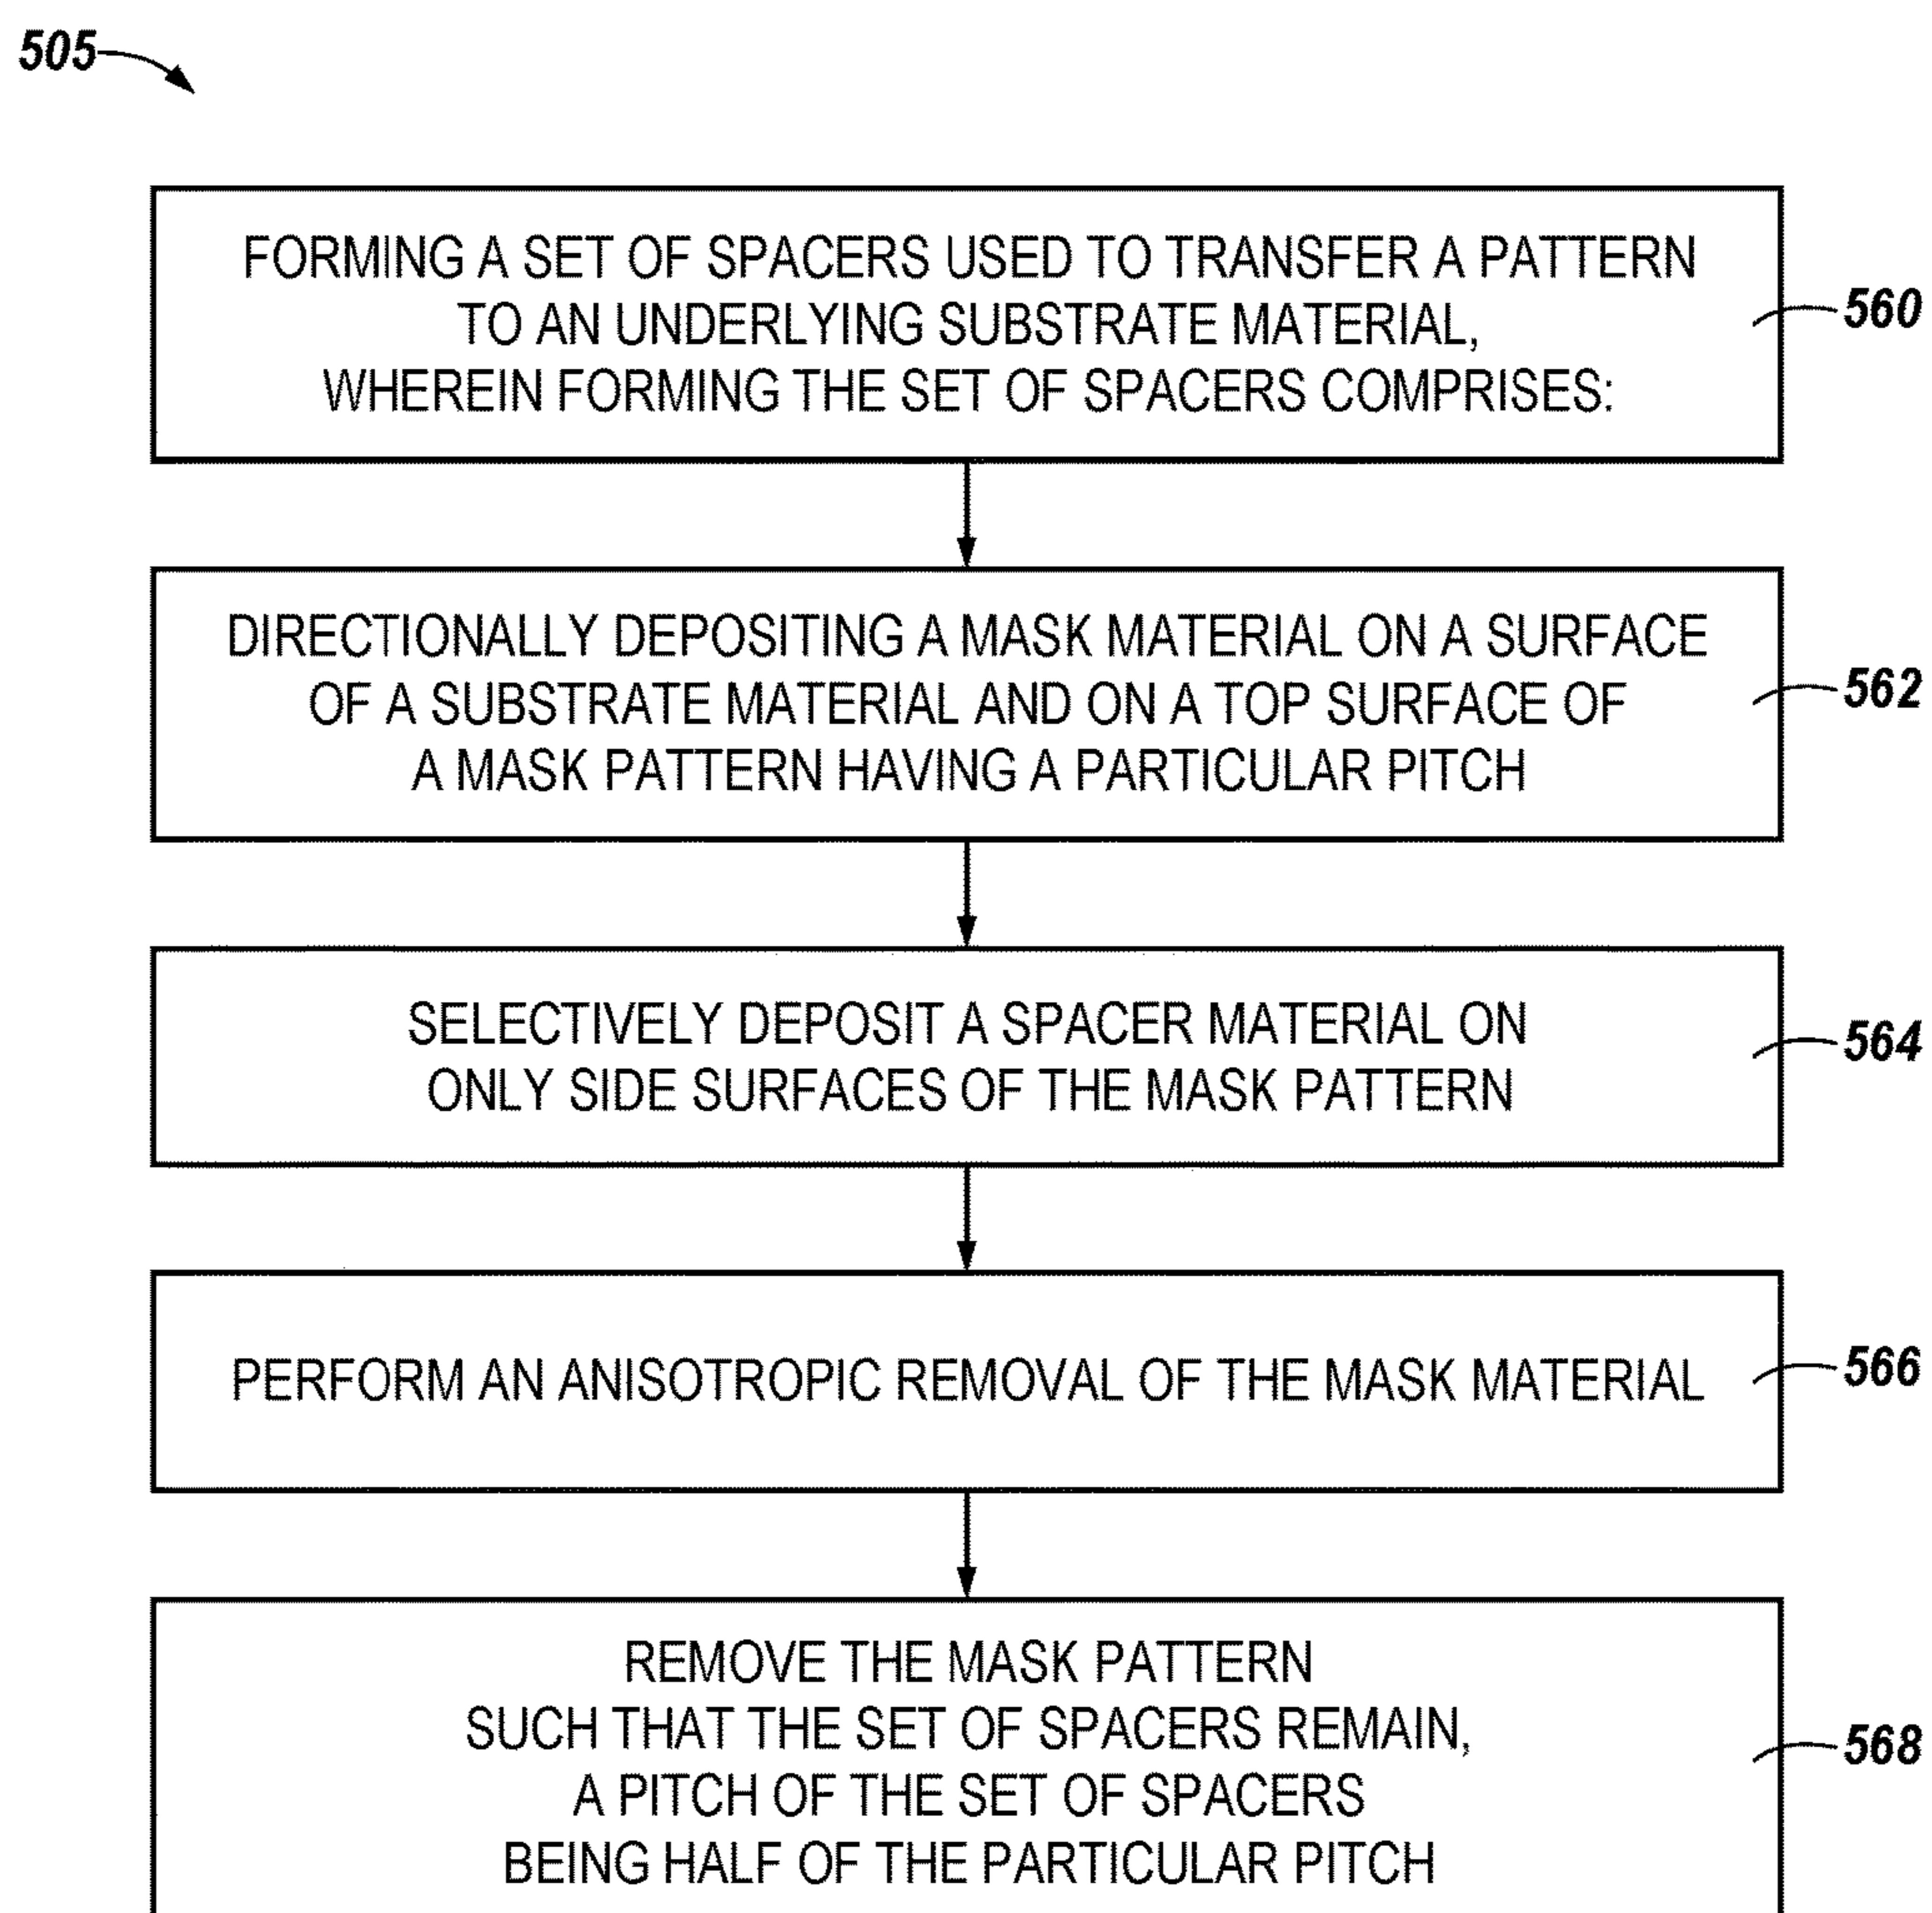 505
FORMING A SET OF SPACERS USED TO TRANSFER A PATTERN
TO AN UNDERLYING SUBSTRATE MATERIAL,
WHEREIN FORMING THE SET OF SPACERS COMPRISES:
560
DIRECTIONALLY DEPOSITING A MASK MATERIAL ON A SURFACE
OF A SUBSTRATE MATERIAL AND ON A TOP SURFACE OF
A MASK PATTERN HAVING A PARTICULAR PITCH
562
SELECTIVELY DEPOSIT A SPACER MATERIAL ON
ONLY SIDE SURFACES OF THE MASK PATTERN
564
PERFORM AN ANISOTROPIC REMOVAL OF THE MASK MATERIAL
566
REMOVE THE MASK PATTERN
SUCH THAT THE SET OF SPACERS REMAIN,
A PITCH OF THE SET OF SPACERS
BEING HALF OF THE PARTICULAR PITCH
568